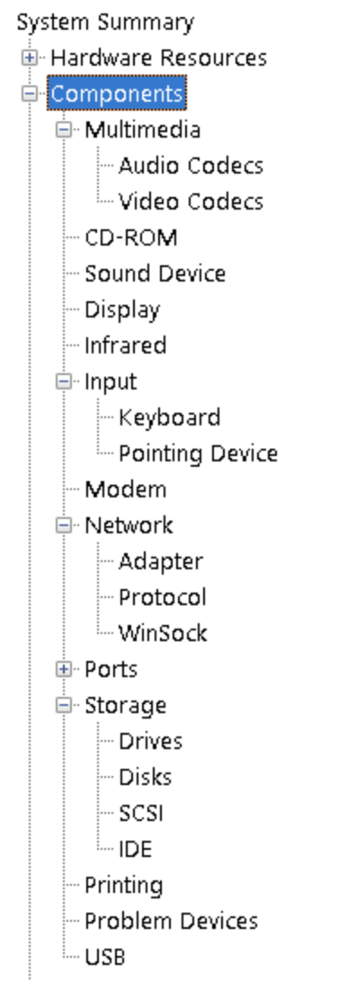 System Summary
Hardware Resources
Components
Multimedia
Audio Codecs
Video Codecs
CD-ROM
Sound Device
Display
Infrared
Input
Keyboard
Pointing Device
Modem
Network
Adapter
Protocol
WinSock
Ports
Storage
Drives
Disks
SCSI
IDE
Printing
Problem Devices
USB